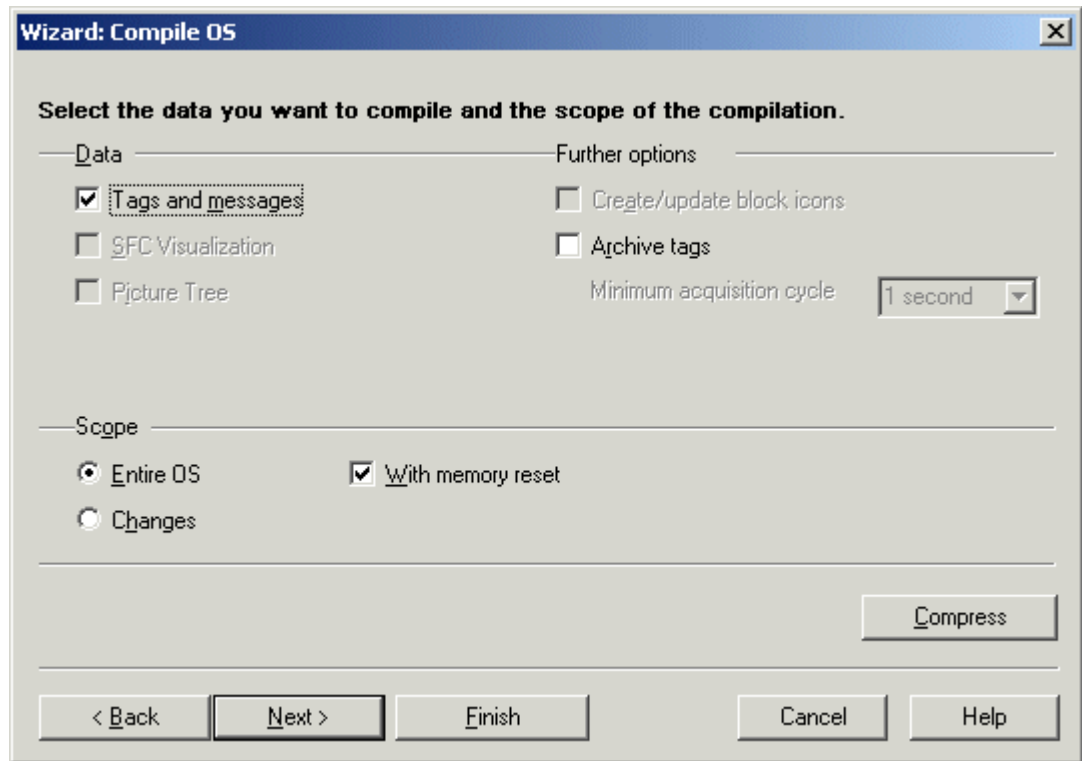 Wizard: Compile OS
Select the data you want to compile and the scope of the compilation.
Data
Further options
Tags and messages
Create/update block icons
SFC Visualization
Archive tags
Picture Tree
Minimum acquisition cycle
1 second
Scope
Entire OS
With memory reset
Changes
Compress
< Back
Next >
Finish
Cancel
Help